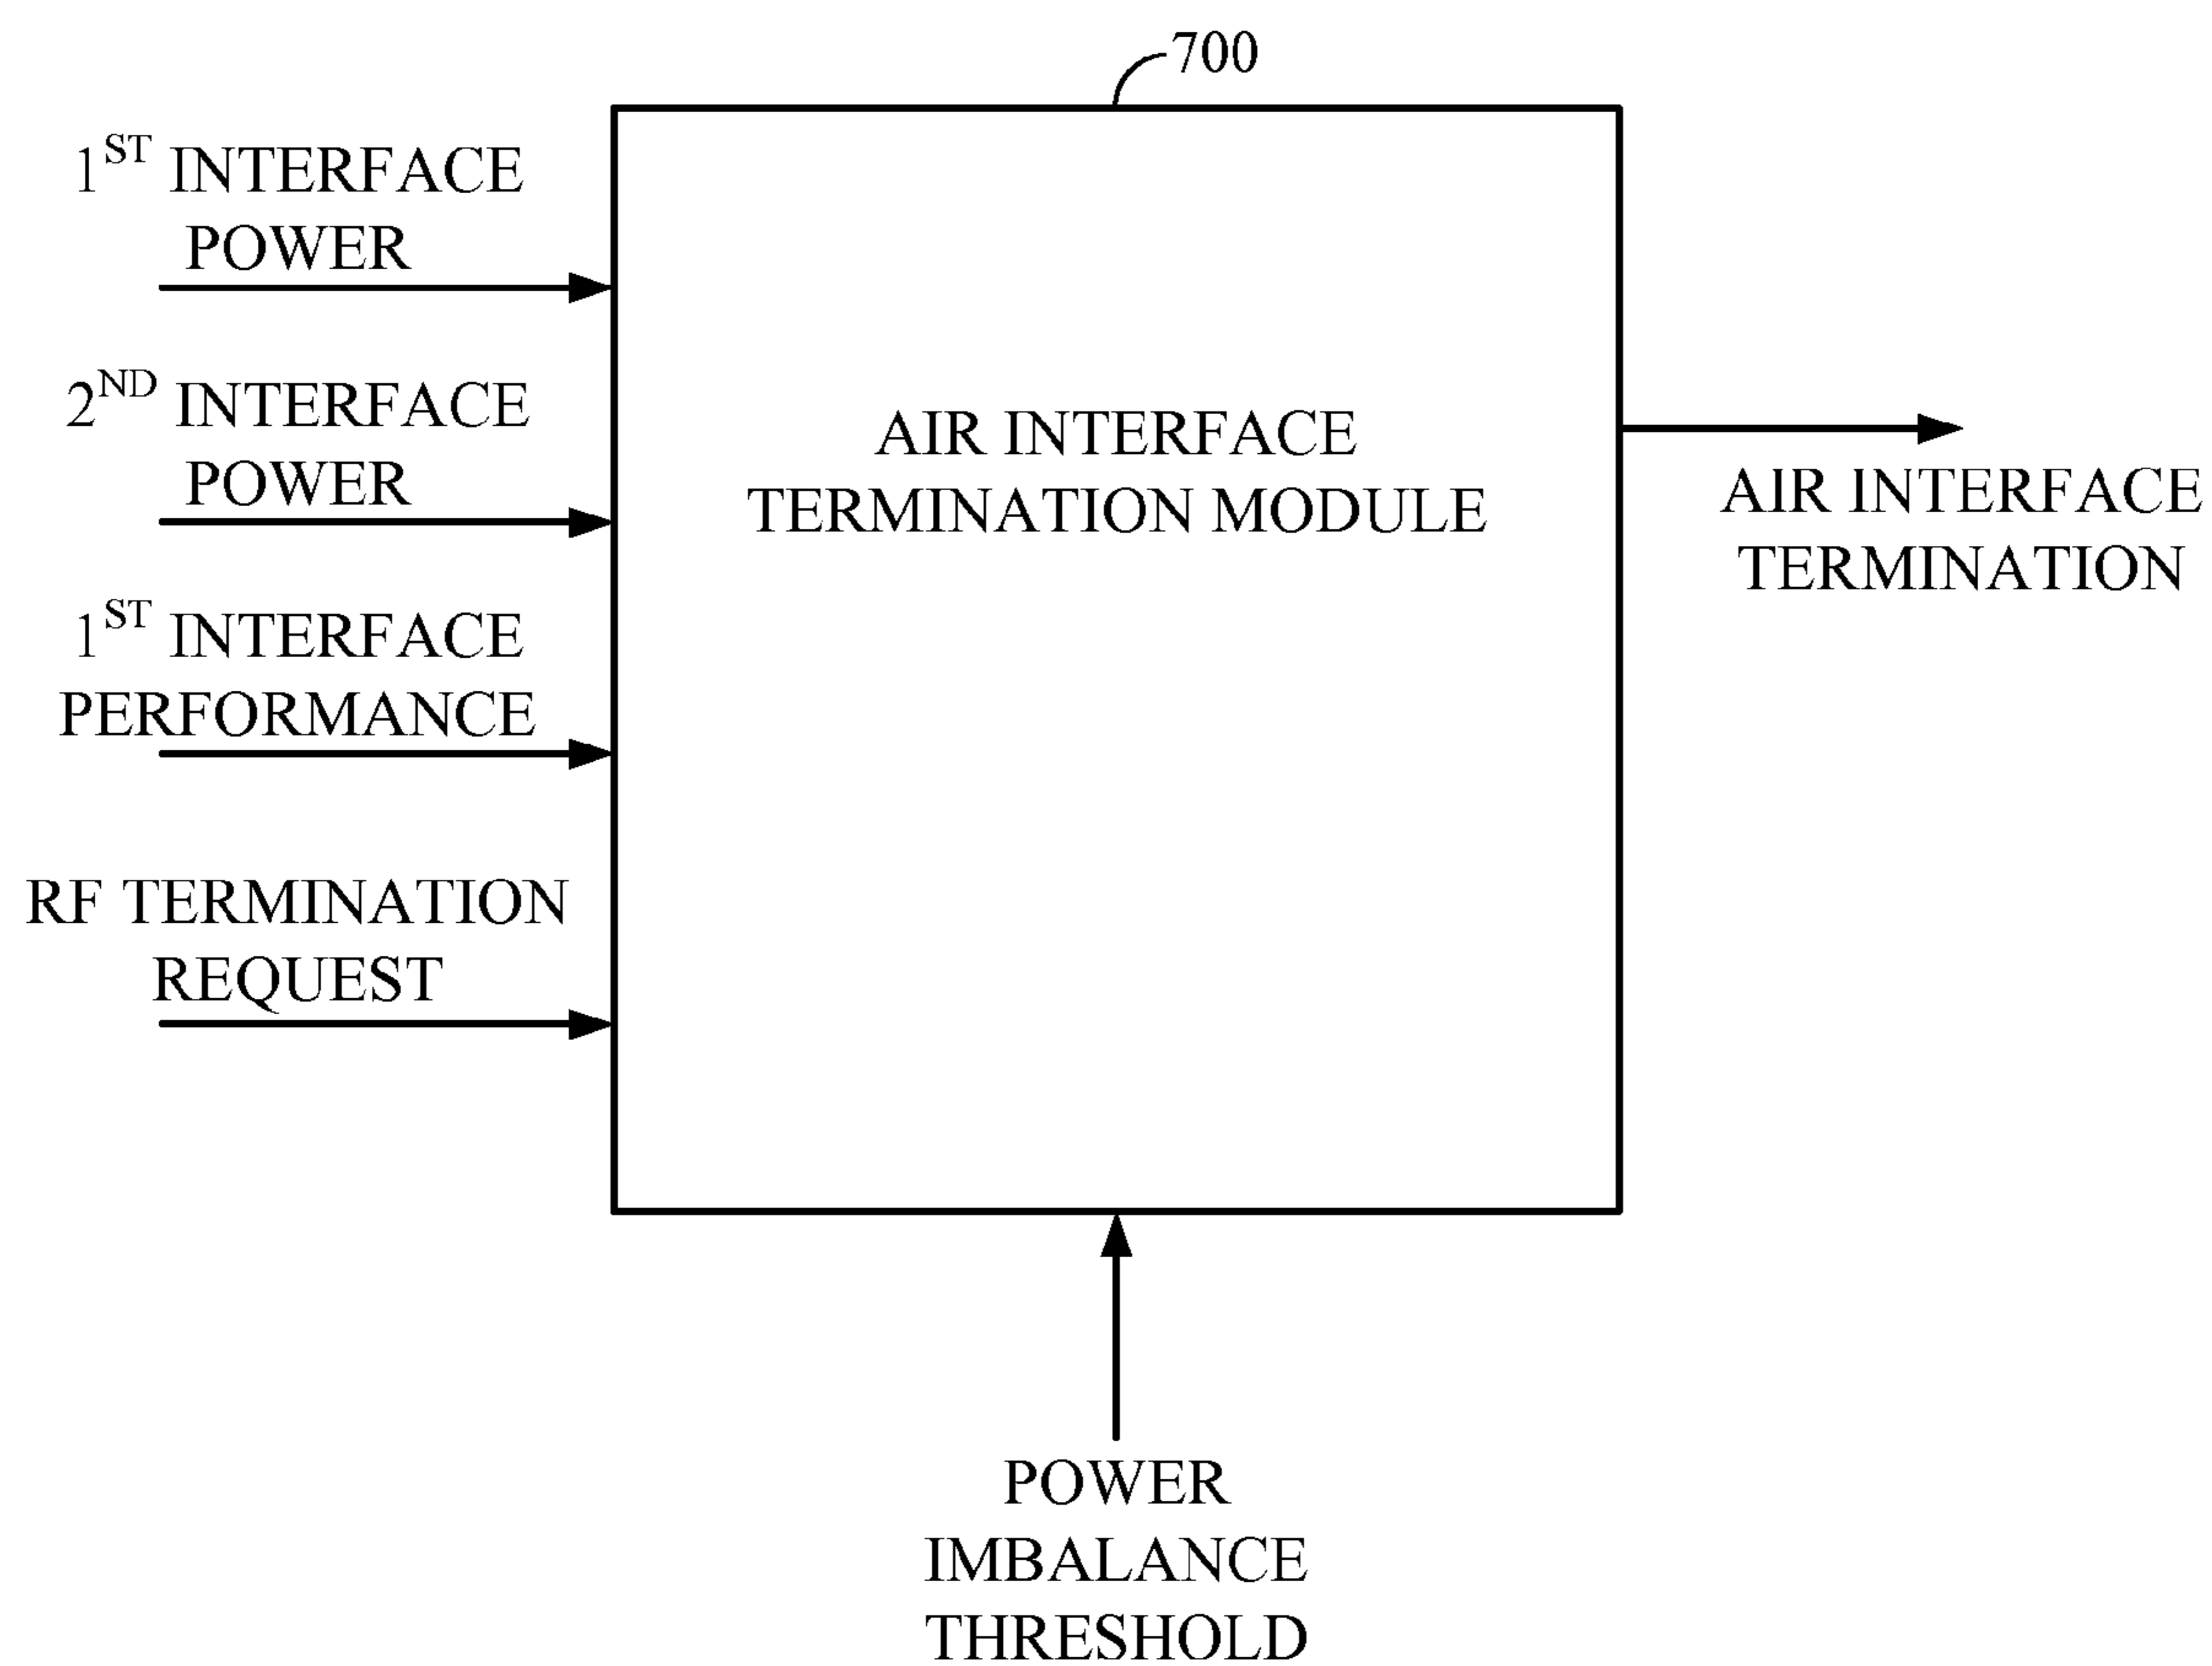 700
1ST INTERFACE
POWER
2ND INTERFACE
POWER
1ST INTERFACE
PERFORMANCE
RF TERMINATION
REQUEST
AIR INTERFACE
TERMINATION MODULE
AIR INTERFACE
TERMINATION
POWER
IMBALANCE
THRESHOLD